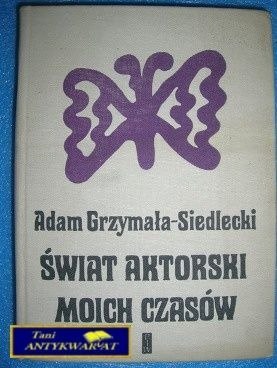 Adam Grzymała-Siedlecki
ŚWIAT AKTORSKI
MOICH CZASÓW
Tani
ANTYKWARIAT